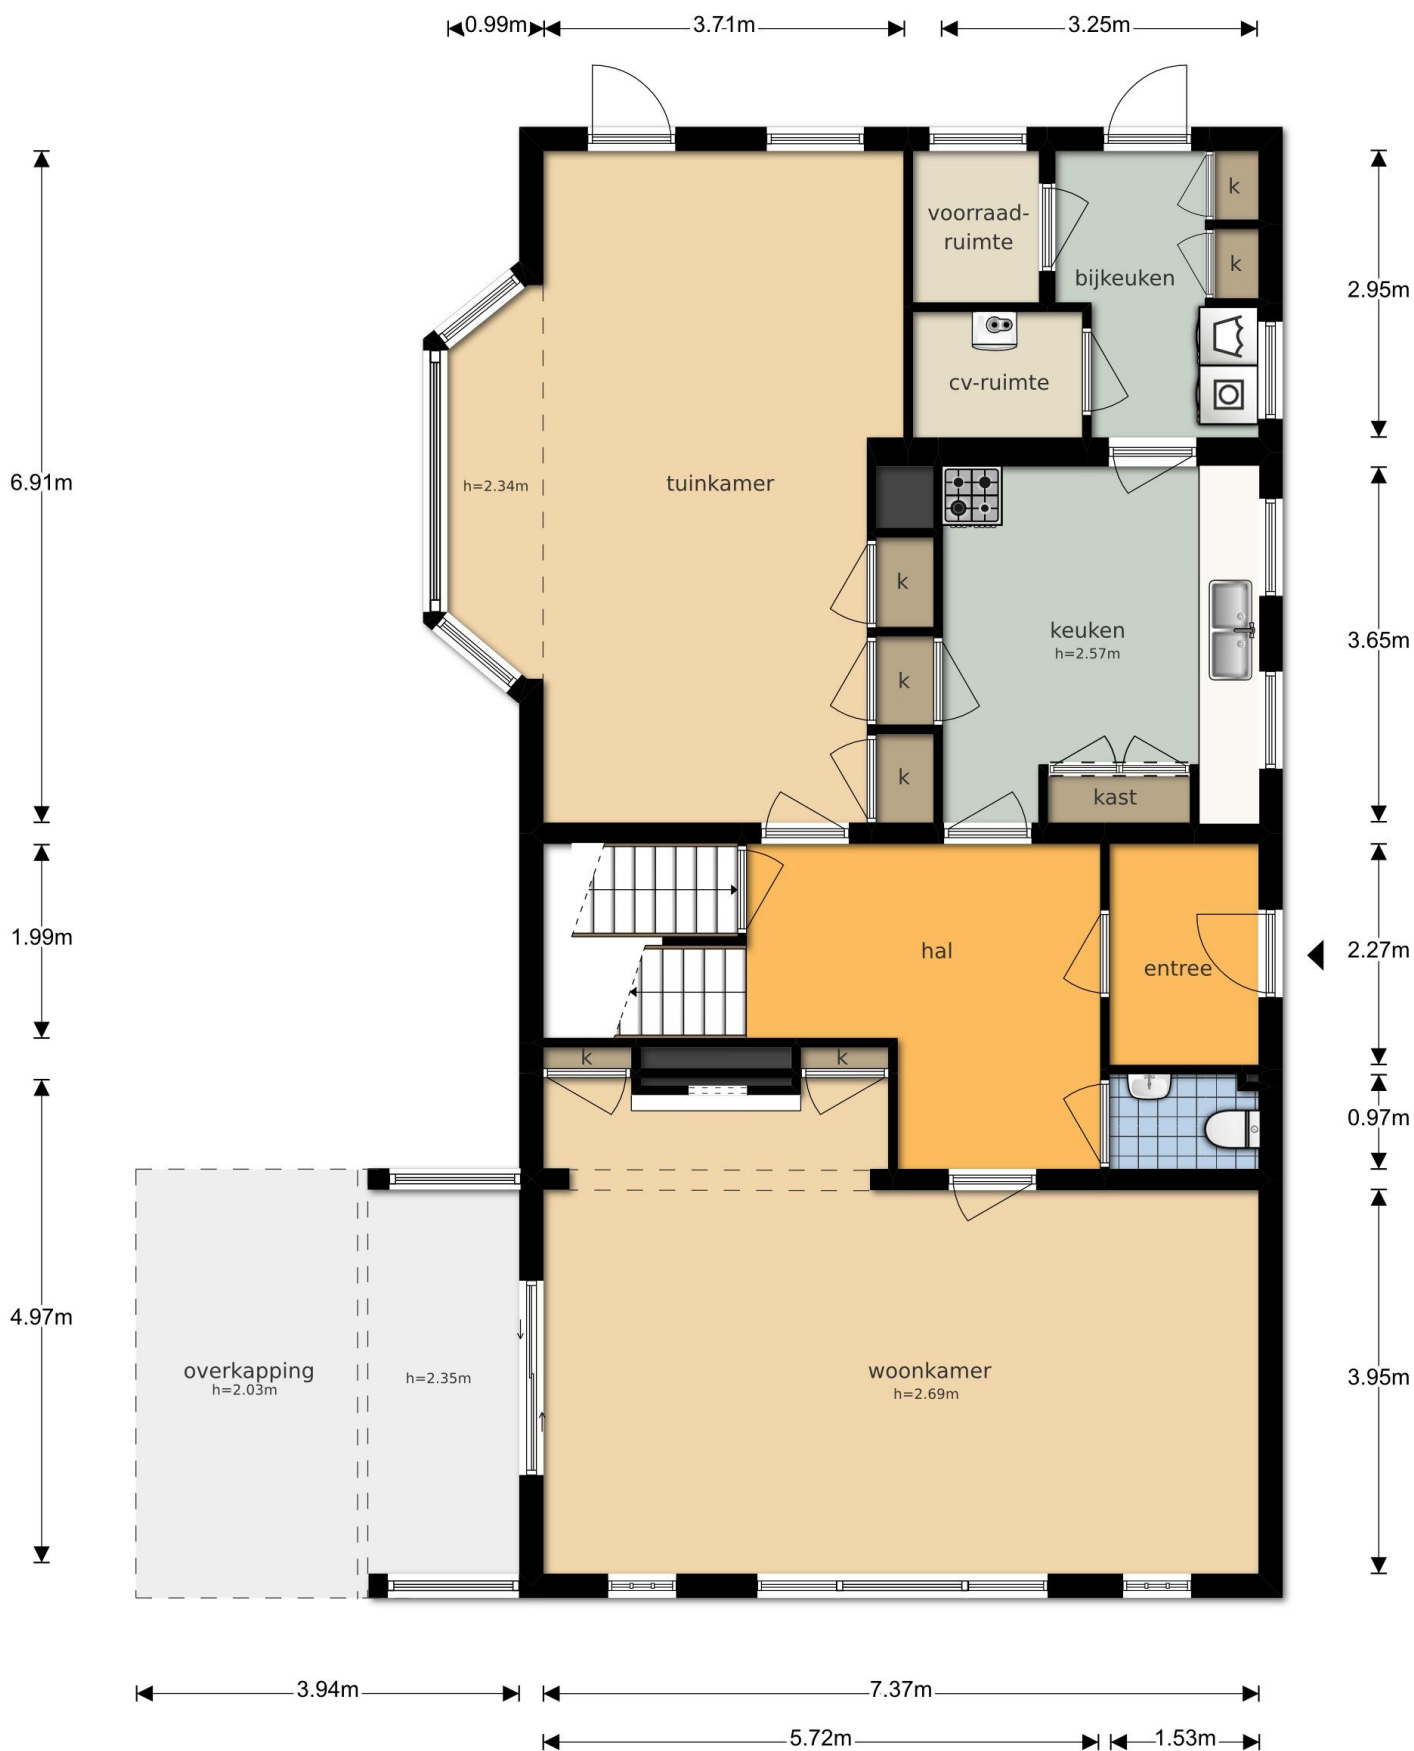 0.99m
3.71m
3.25m
voorraad-
ruimte
k
bijkeuken
k
2.95m
cv-ruimte
6.91m
h=2.34m
tuinkamer
k
keuken
h=2.57m
3.65m
k
k
kast
1.99m
hal
entree
2.27m
k
k
0.97m
4.97m
overkapping
h=2.03m
h=2.35m
woonkamer
h=2.69m
3.95m
3.94m
7.37m
5.72m
1.53m